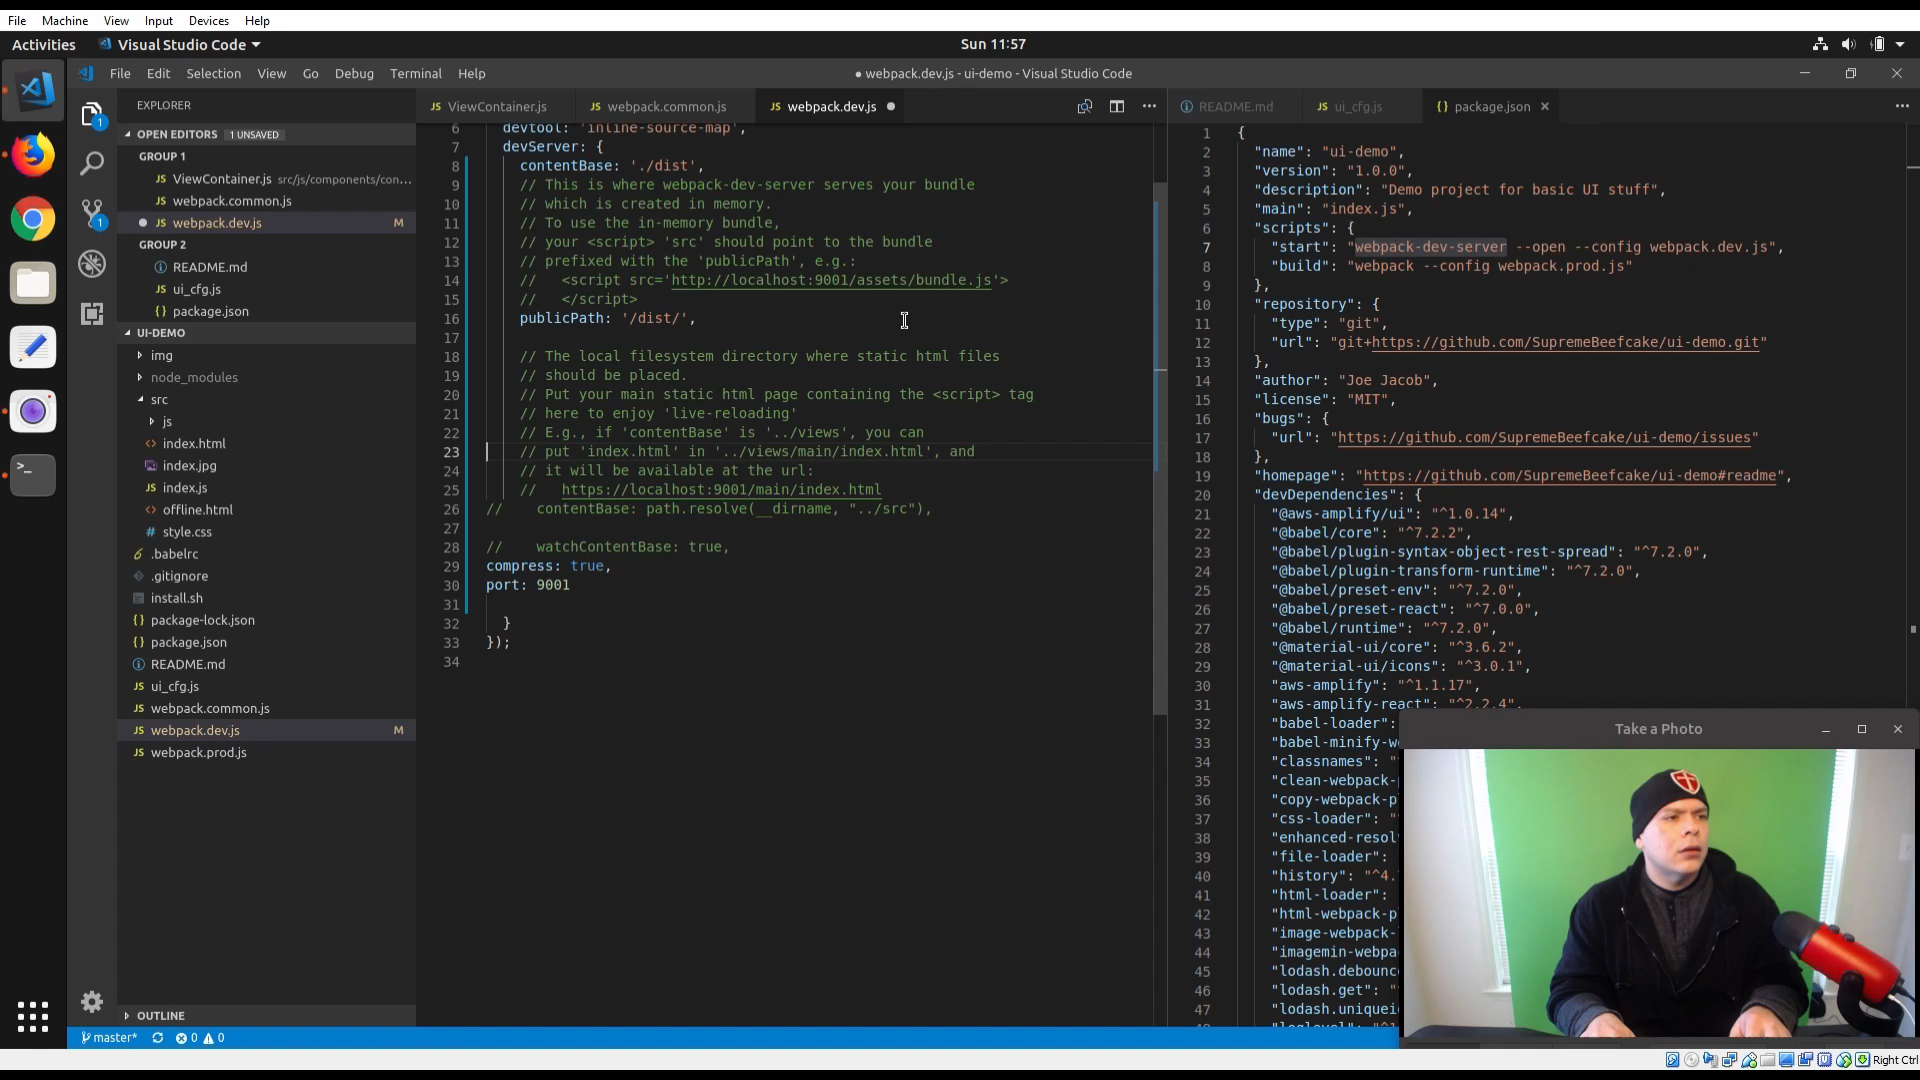 File Machine View Input Devices Help
Activities Visual Studio Code Sun 11:57
File Edit Selection View Go Debug Terminal Help ● webpack.dev.js - ui-demo - Visual Studio Code
EXPLORER
OPEN EDITORS 1 UNSAVED
GROUP 1
JS ViewContainer.js src/js/components/con...
JS webpack.common.js
JS webpack.dev.js M
GROUP 2
README.md
JS ui_cfg.js
{ } package.json
UI-DEMO
img
node_modules
src
js
<> index.html
index.jpg
JS index.js
<> offline.html
# style.css
.babelrc
.gitignore
install.sh
{ } package-lock.json
{ } package.json
README.md
JS ui_cfg.js
JS webpack.common.js
JS webpack.dev.js M
JS webpack.prod.js
OUTLINE
JS ViewContainer.js JS webpack.common.js JS webpack.dev.js
6 devtool: 'inline-source-map',
7 devServer: {
8 contentBase: './dist',
9 // This is where webpack-dev-server serves your bundle
10 // which is created in memory.
11 // To use the in-memory bundle,
12 // your <script> 'src' should point to the bundle
13 // prefixed with the 'publicPath', e.g.:
14 //   <script src='http://localhost:9001/assets/bundle.js'>
15 //   </script>
16 publicPath: '/dist/',
17
18 // The local filesystem directory where static html files
19 // should be placed.
20 // Put your main static html page containing the <script> tag
21 // here to enjoy 'live-reloading'
22 // E.g., if 'contentBase' is '../views', you can
23 // put 'index.html' in '../views/main/index.html', and
24 // it will be available at the url:
25 //   https://localhost:9001/main/index.html
26 //    contentBase: path.resolve(__dirname, "../src"),
27
28 //    watchContentBase: true,
29 compress: true,
30 port: 9001
31
32 }
33 });
34
README.md JS ui_cfg.js { } package.json
1 {
2 "name": "ui-demo",
3 "version": "1.0.0",
4 "description": "Demo project for basic UI stuff",
5 "main": "index.js",
6 "scripts": {
7 "start": "webpack-dev-server --open --config webpack.dev.js",
8 "build": "webpack --config webpack.prod.js"
9 },
10 "repository": {
11 "type": "git",
12 "url": "git+https://github.com/SupremeBeefcake/ui-demo.git"
13 },
14 "author": "Joe Jacob",
15 "license": "MIT",
16 "bugs": {
17 "url": "https://github.com/SupremeBeefcake/ui-demo/issues"
18 },
19 "homepage": "https://github.com/SupremeBeefcake/ui-demo#readme",
20 "devDependencies": {
21 "@aws-amplify/ui": "^1.0.14",
22 "@babel/core": "^7.2.2",
23 "@babel/plugin-syntax-object-rest-spread": "^7.2.0",
24 "@babel/plugin-transform-runtime": "^7.2.0",
25 "@babel/preset-env": "^7.2.0",
26 "@babel/preset-react": "^7.0.0",
27 "@babel/runtime": "^7.2.0",
28 "@material-ui/core": "^3.6.2",
29 "@material-ui/icons": "^3.0.1",
30 "aws-amplify": "^1.1.17",
31 "aws-amplify-react": "^2.2.4",
32 "babel-loader":
33 "babel-minify-w
34 "classnames": "
35 "clean-webpack-
36 "copy-webpack-p
37 "css-loader": "
38 "enhanced-resol
39 "file-loader":
40 "history": "^4.
41 "html-loader":
42 "html-webpack-p
43 "image-webpack-
44 "imagemin-webpa
45 "lodash.debounc
46 "lodash.get": "
47 "lodash.uniquei
Take a Photo
master* 0 0
Right Ctrl